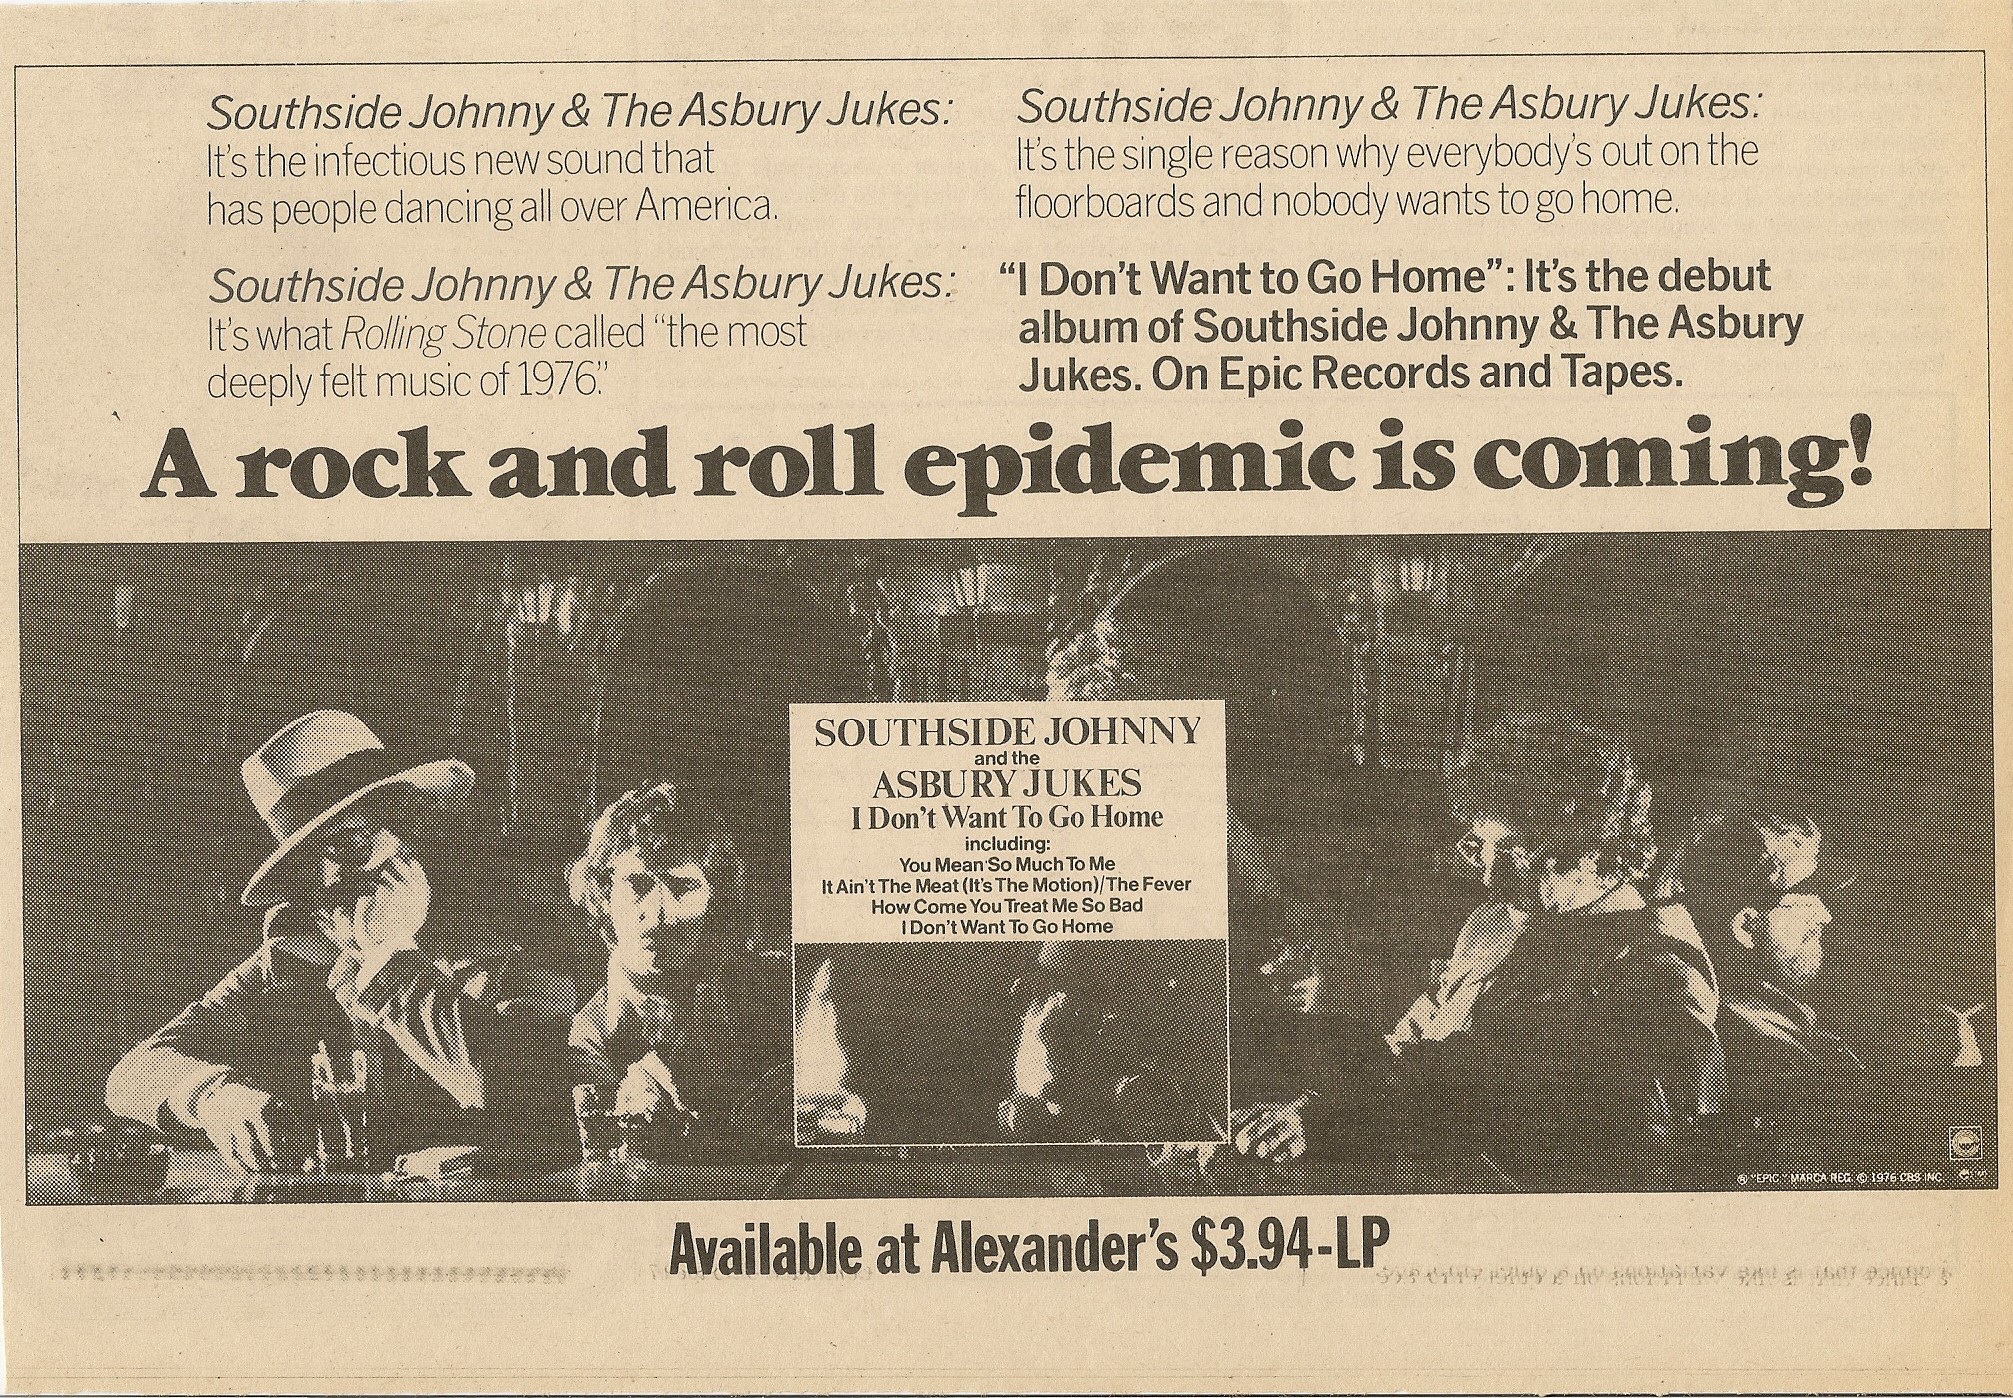 Southside Johnny & The Asbury Jukes:
It's the infectious new sound that
has people dancing all over America.
Southside Johnny & The Asbury Jukes:
It's what Rolling Stone called "the most
deeply felt music of 1976."
Southside Johnny & The Asbury Jukes:
It's the single reason why everybody's out on the
floorboards and nobody wants to go home.
"I Don't Want to Go Home": It's the debut
album of Southside Johnny & The Asbury
Jukes. On Epic Records and Tapes.
A rock and roll epidemic is coming!
SOUTHSIDE JOHNNY
and the
ASBURY JUKES
I Don't Want To Go Home
including:
You Mean So Much To Me
It Ain't The Meat (It's The Motion)/The Fever
How Come You Treat Me So Bad
I Don't Want To Go Home
® "EPIC," MARCA REG. © 1976 CBS INC.
Available at Alexander's $3.94-LP